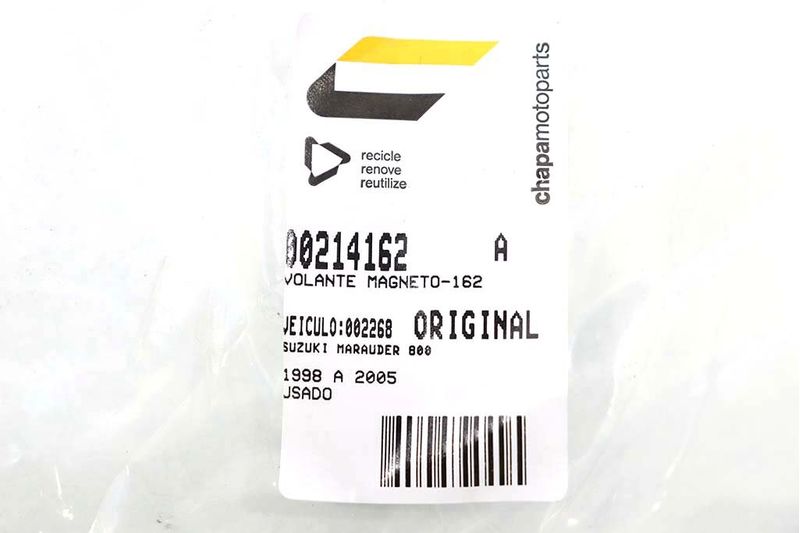 chapamotoparts
recicle
renove
reutilize
00214162 A
VOLANTE MAGNETO-162
VEICULO:002268 ORIGINAL
SUZUKI MARAUDER 800
1998 A 2005
USADO